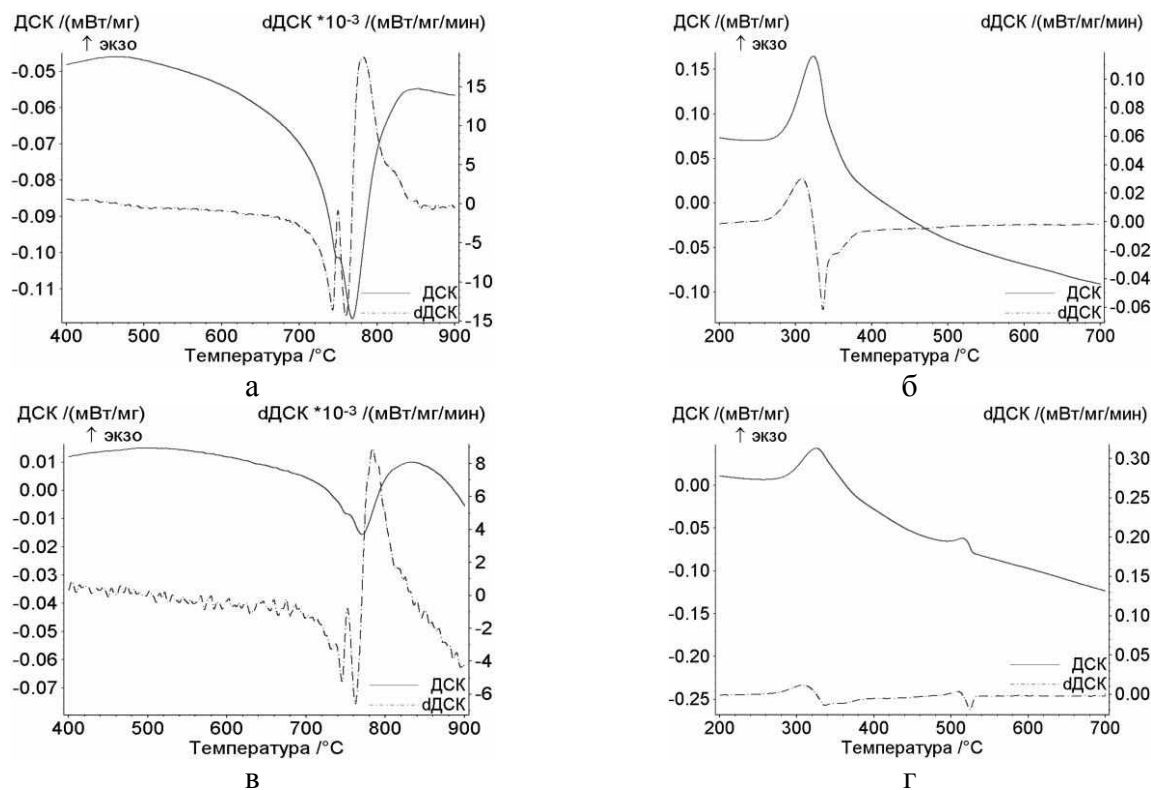 ДСК /(мВт/мг) dДСК *10-3 /(мВт/мг/мин)
↑ экзо
-0.05
-0.06
-0.07
-0.08
-0.09
-0.10
-0.11
15
10
5
0
-5
-10
-15
ДСК
dДСК
400 500 600 700 800 900
Температура /°C
а
ДСК /(мВт/мг) dДСК /(мВт/мг/мин)
↑ экзо
0.15
0.10
0.05
0.00
-0.05
-0.10
0.10
0.08
0.06
0.04
0.02
0.00
-0.02
-0.04
-0.06
ДСК
dДСК
200 300 400 500 600 700
Температура /°C
б
ДСК /(мВт/мг) dДСК *10-3 /(мВт/мг/мин)
↑ экзо
0.01
0.00
-0.01
-0.02
-0.03
-0.04
-0.05
-0.06
-0.07
8
6
4
2
0
-2
-4
-6
ДСК
dДСК
400 500 600 700 800 900
Температура /°C
в
ДСК /(мВт/мг) dДСК /(мВт/мг/мин)
↑ экзо
0.00
-0.05
-0.10
-0.15
-0.20
-0.25
0.30
0.25
0.20
0.15
0.10
0.05
0.00
ДСК
dДСК
200 300 400 500 600 700
Температура /°C
г